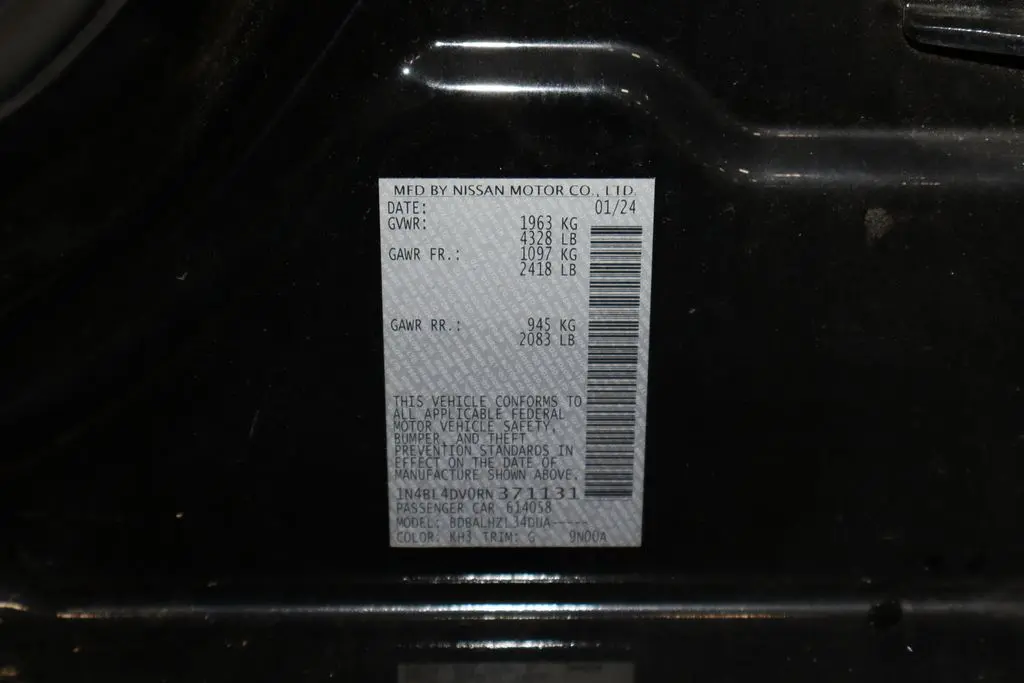 MFD BY NISSAN MOTOR CO., LTD.
DATE: 01/24
GVWR: 1963 KG
4328 LB
GAWR FR.: 1097 KG
2418 LB
GAWR RR.: 945 KG
2083 LB
THIS VEHICLE CONFORMS TO
ALL APPLICABLE FEDERAL
MOTOR VEHICLE SAFETY,
BUMPER, AND THEFT
PREVENTION STANDARDS IN
EFFECT ON THE DATE OF
MANUFACTURE SHOWN ABOVE.
1N4BL4DV0RN371131
PASSENGER CAR 614058
MODEL: BDBALHZL34DUA-----
COLOR: KH3 TRIM: G 9N00A